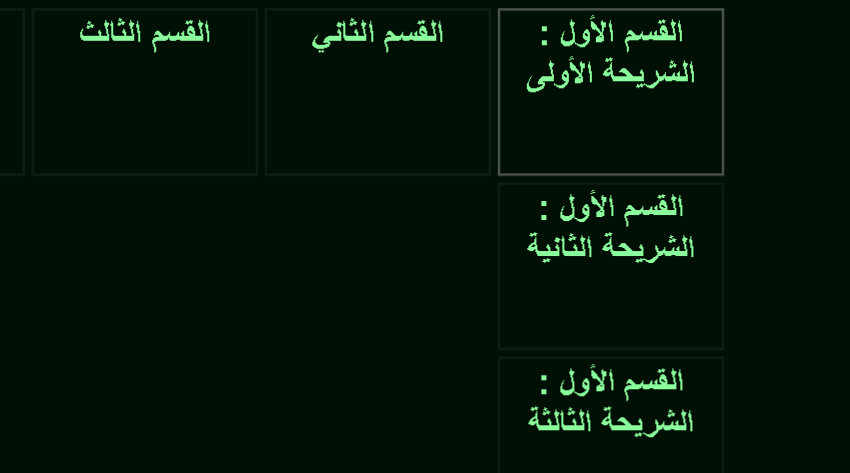 القسم الأول :
الشريحة الأولى
القسم الثاني
القسم الثالث
القسم الأول :
الشريحة الثانية
القسم الأول :
الشريحة الثالثة